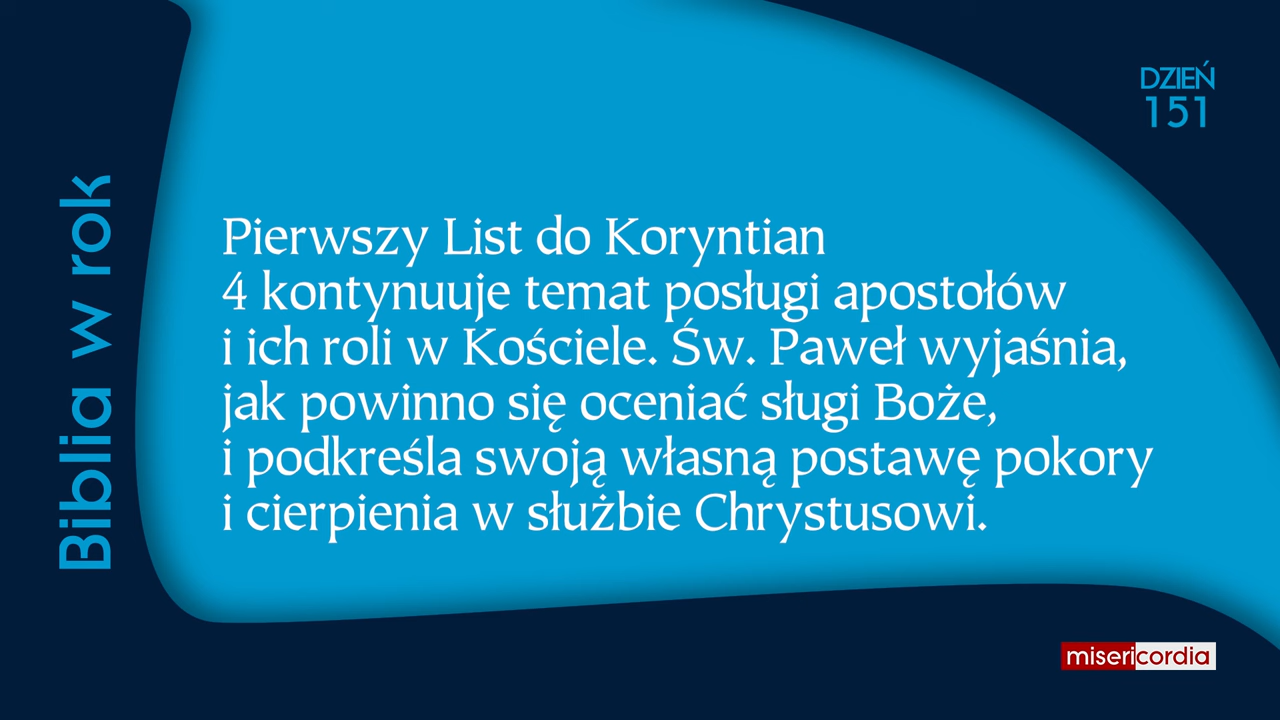 Biblia w rok
DZIEŃ
151
Pierwszy List do Koryntian
4 kontynuuje temat posługi apostołów
i ich roli w Kościele. Św. Paweł wyjaśnia,
jak powinno się oceniać sługi Boże,
i podkreśla swoją własną postawę pokory
i cierpienia w służbie Chrystusowi.
misericordia